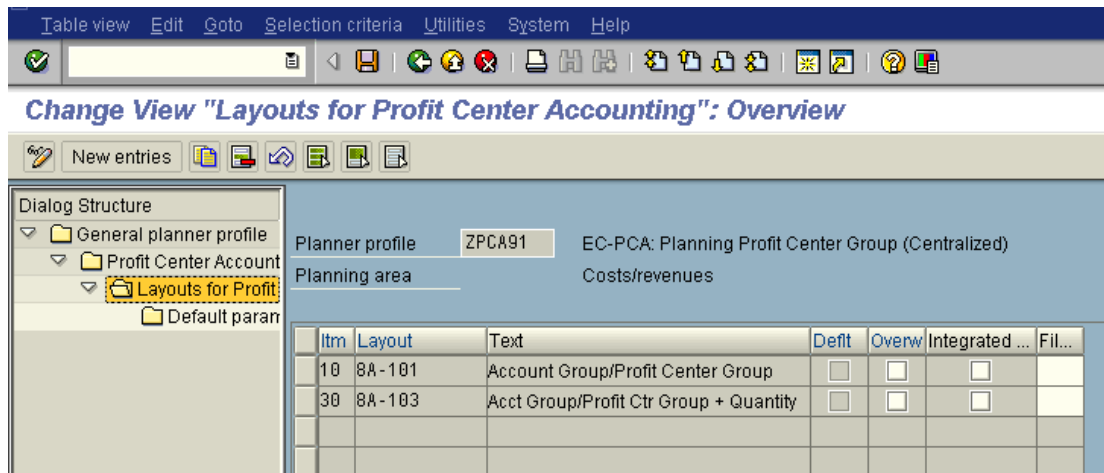 Table view Edit Goto Selection criteria Utilities System Help
Change View "Layouts for Profit Center Accounting": Overview
New entries
Dialog Structure
General planner profile
Profit Center Account
Layouts for Profit
Default param
Planner profile ZPCA91 EC-PCA: Planning Profit Center Group (Centralized)
Planning area Costs/revenues
Itm Layout Text Deflt Overw Integrated ... Fil...
10 8A-101 Account Group/Profit Center Group
30 8A-103 Acct Group/Profit Ctr Group + Quantity